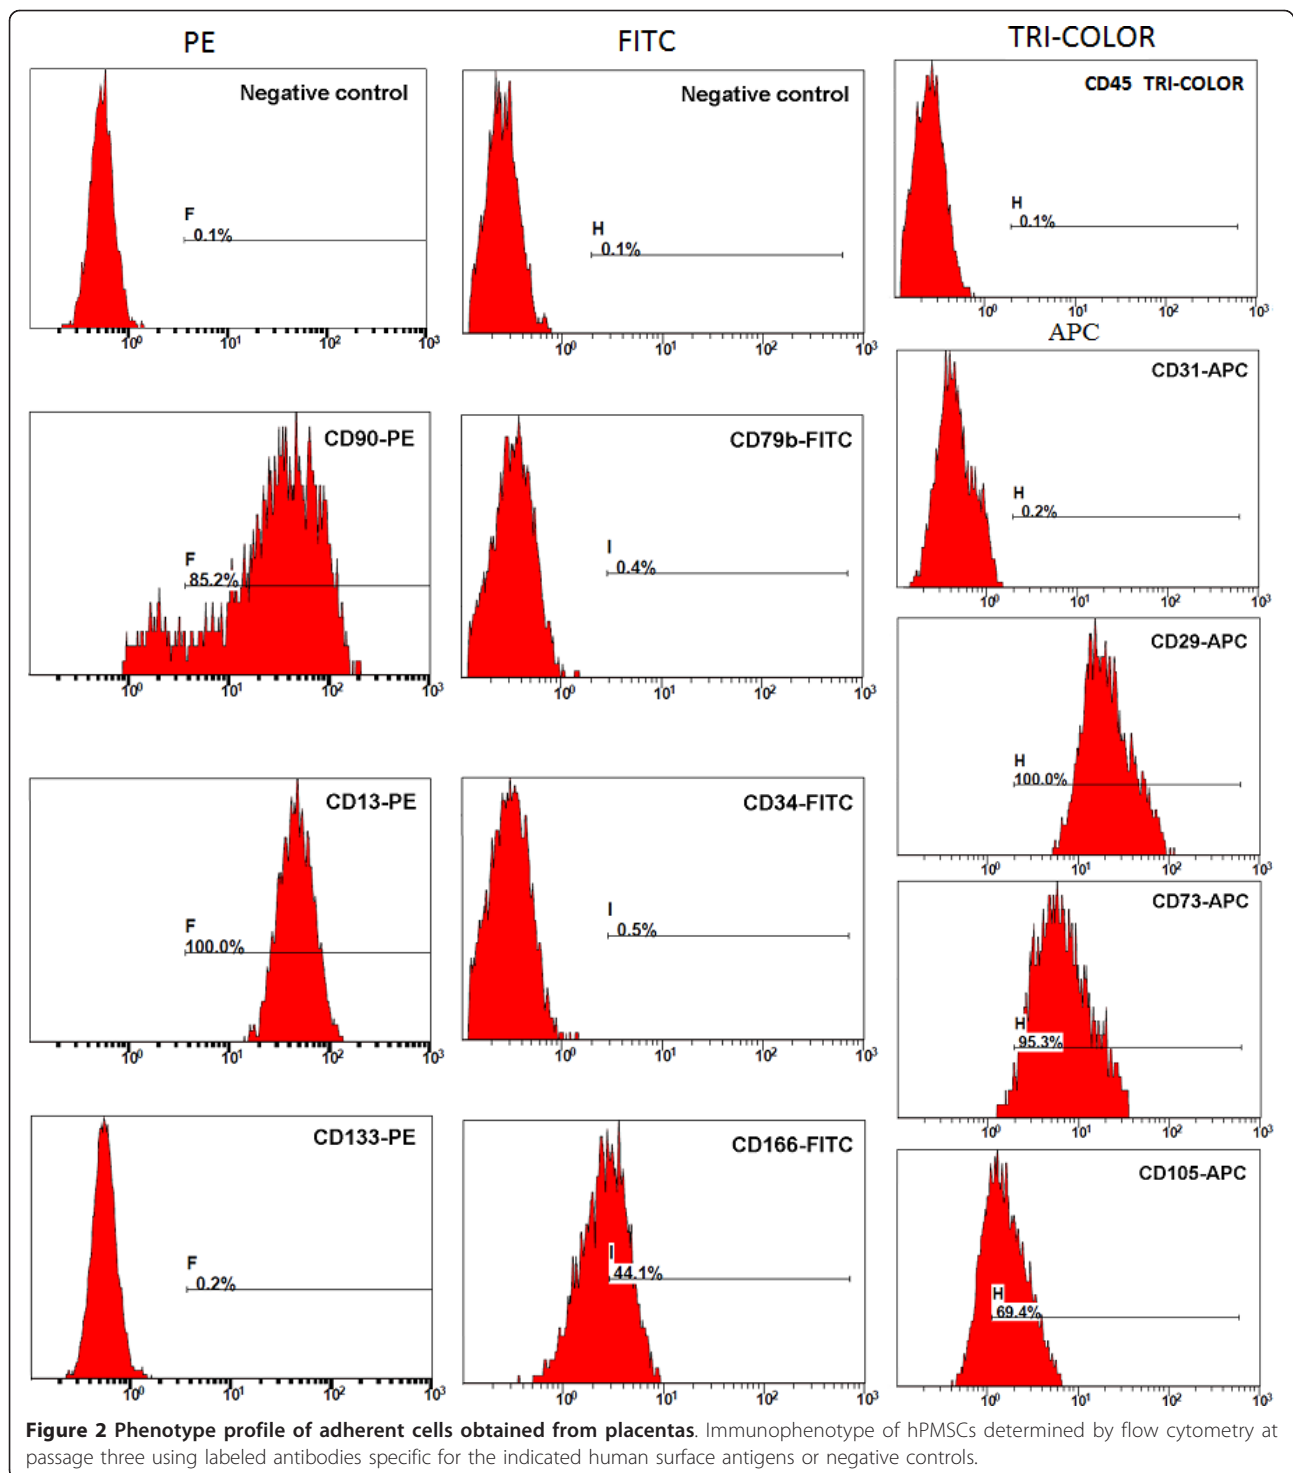 PE
Negative control
F
0.1%
10⁰ 10¹ 10² 10³
CD90-PE
F
85.2%
10⁰ 10¹ 10² 10³
CD13-PE
F
100.0%
10⁰ 10¹ 10² 10³
CD133-PE
F
0.2%
10⁰ 10¹ 10² 10³
FITC
Negative control
H
0.1%
10⁰ 10¹ 10² 10³
CD79b-FITC
I
0.4%
10⁰ 10¹ 10² 10³
CD34-FITC
I
0.5%
10⁰ 10¹ 10² 10³
CD166-FITC
I
44.1%
10⁰ 10¹ 10² 10³
TRI-COLOR
CD45 TRI-COLOR
H
0.1%
10⁰ 10¹ 10² 10³
APC
CD31-APC
H
0.2%
10⁰ 10¹ 10² 10³
CD29-APC
H
100.0%
10⁰ 10¹ 10² 10³
CD73-APC
H
95.3%
10⁰ 10¹ 10² 10³
CD105-APC
H
69.4%
10⁰ 10¹ 10² 10³
Figure 2 Phenotype profile of adherent cells obtained from placentas. Immunophenotype of hPMSCs determined by flow cytometry at
passage three using labeled antibodies specific for the indicated human surface antigens or negative controls.